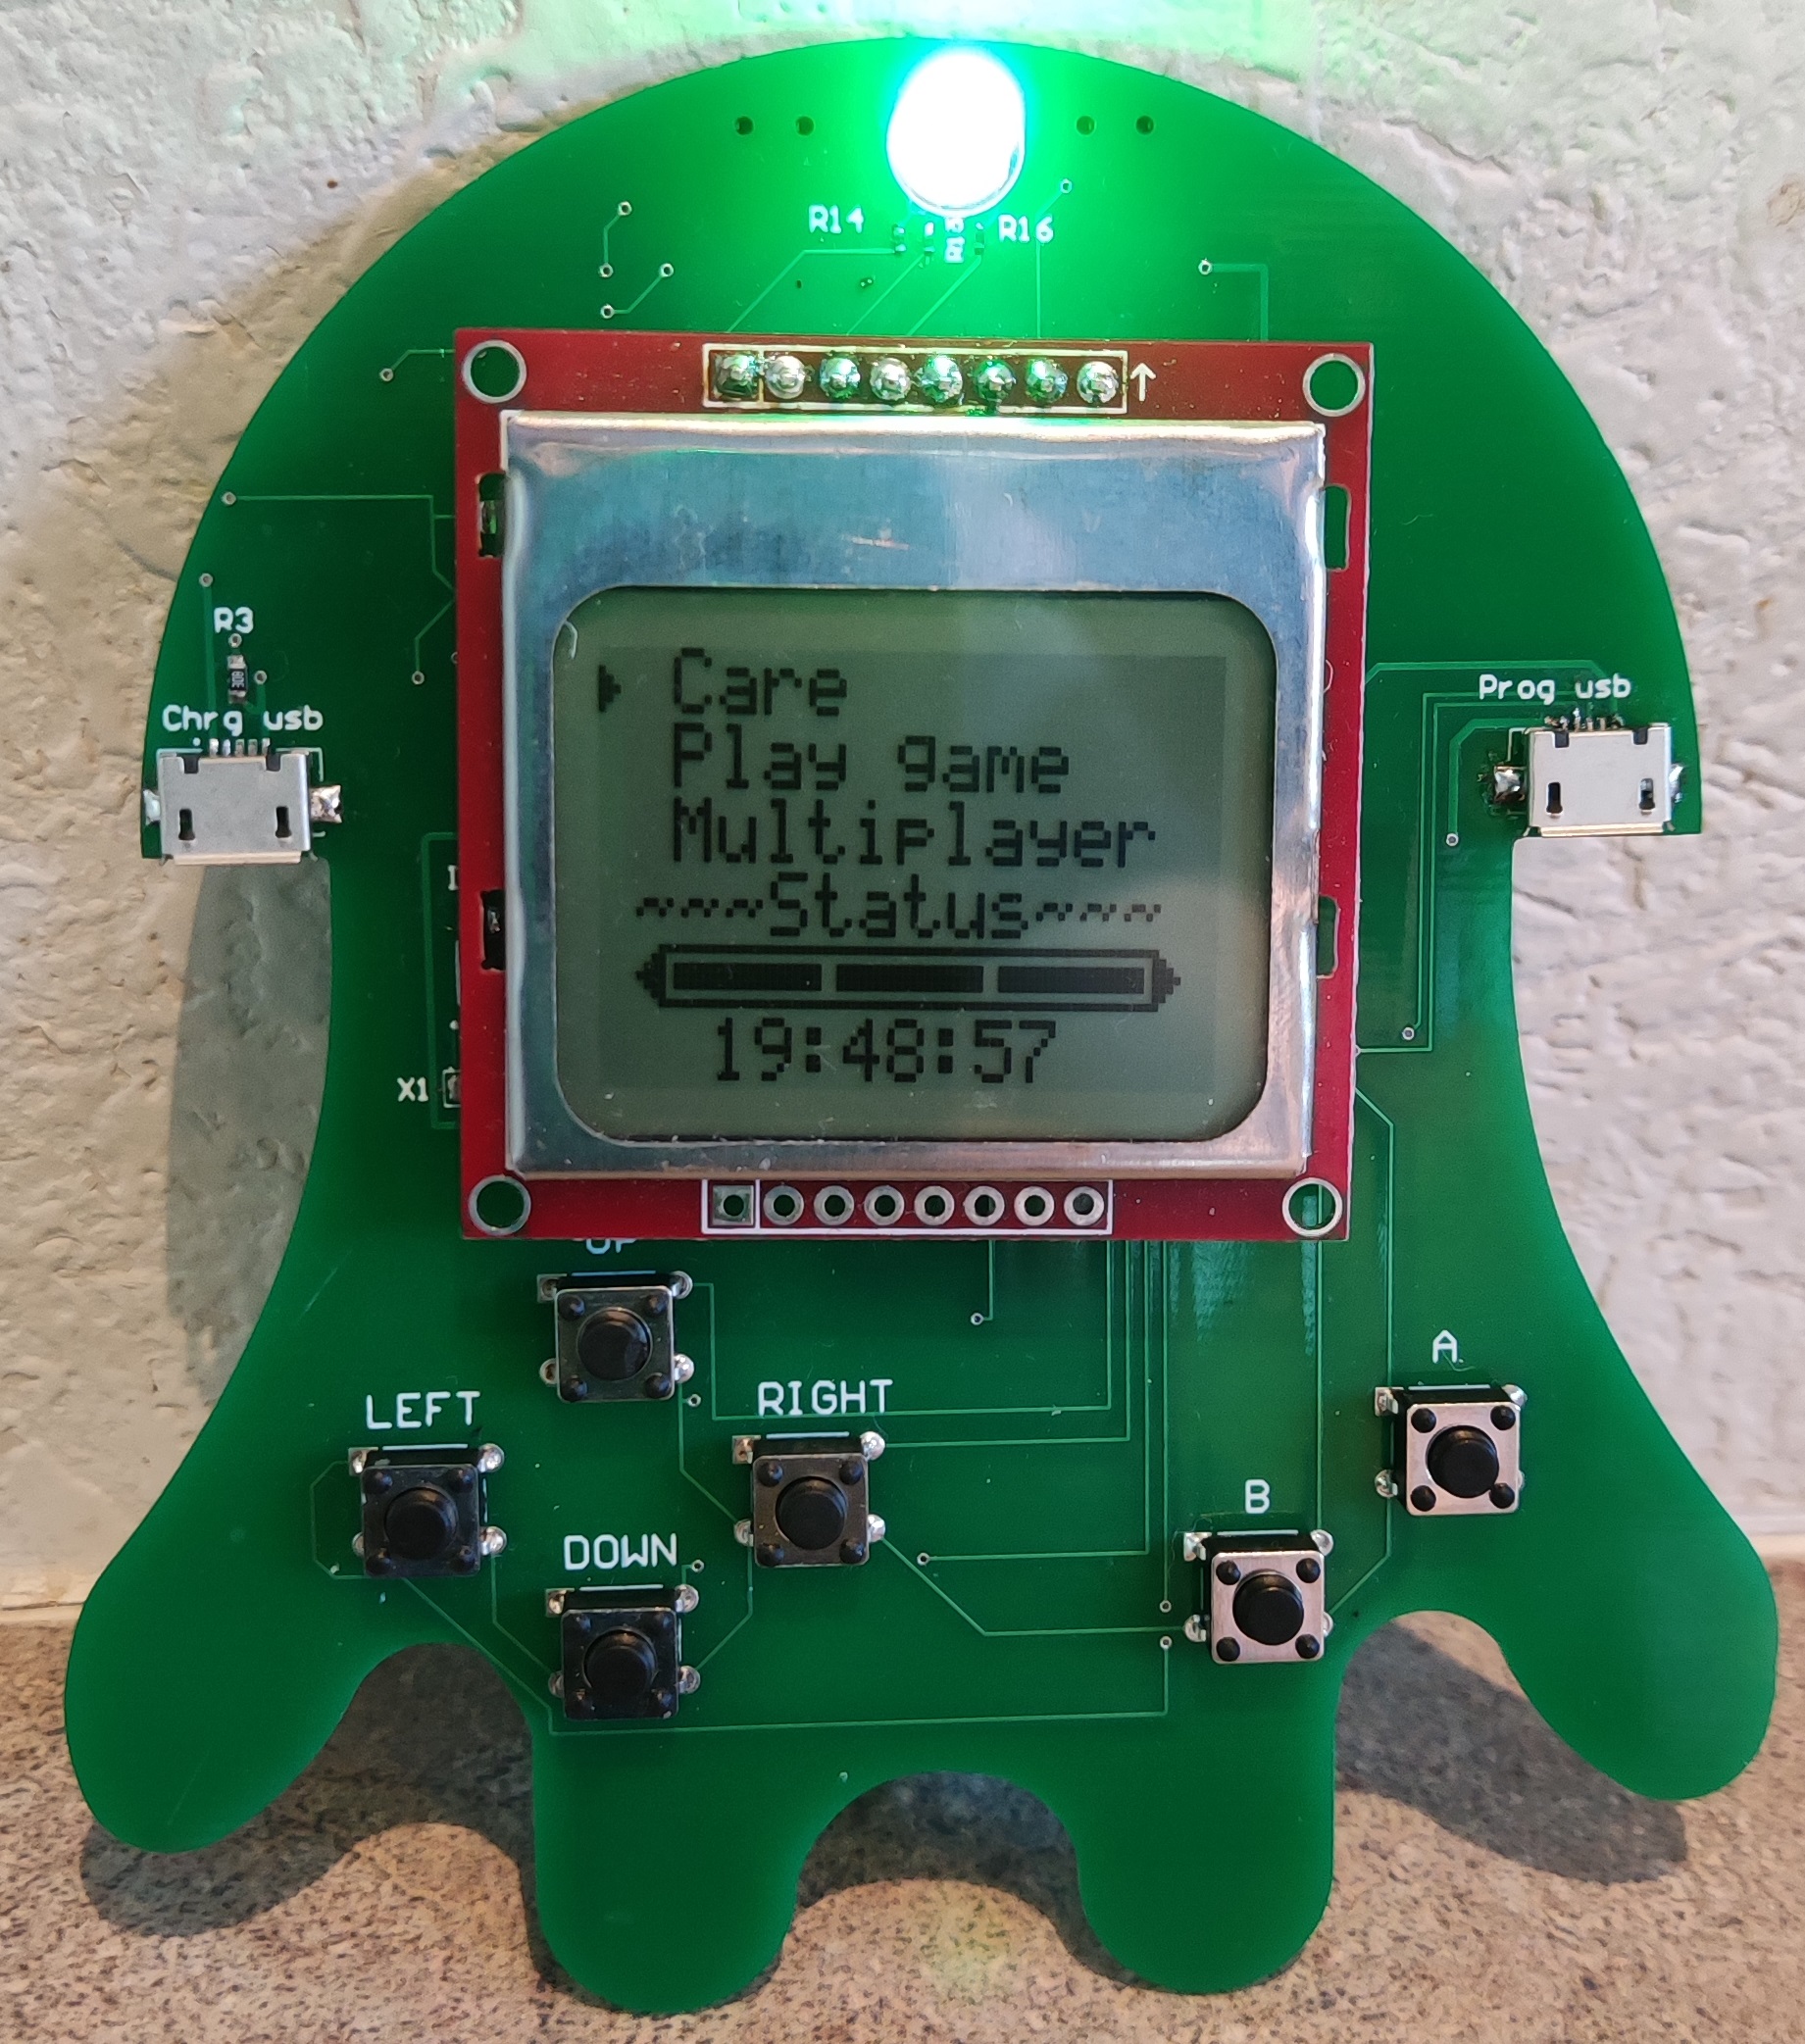 R14
R16
R3
Chrg usb
Prog usb
Care
Play game
Multiplayer
~~~Status~~~
19:48:57
X1
UP
LEFT
RIGHT
A
B
DOWN